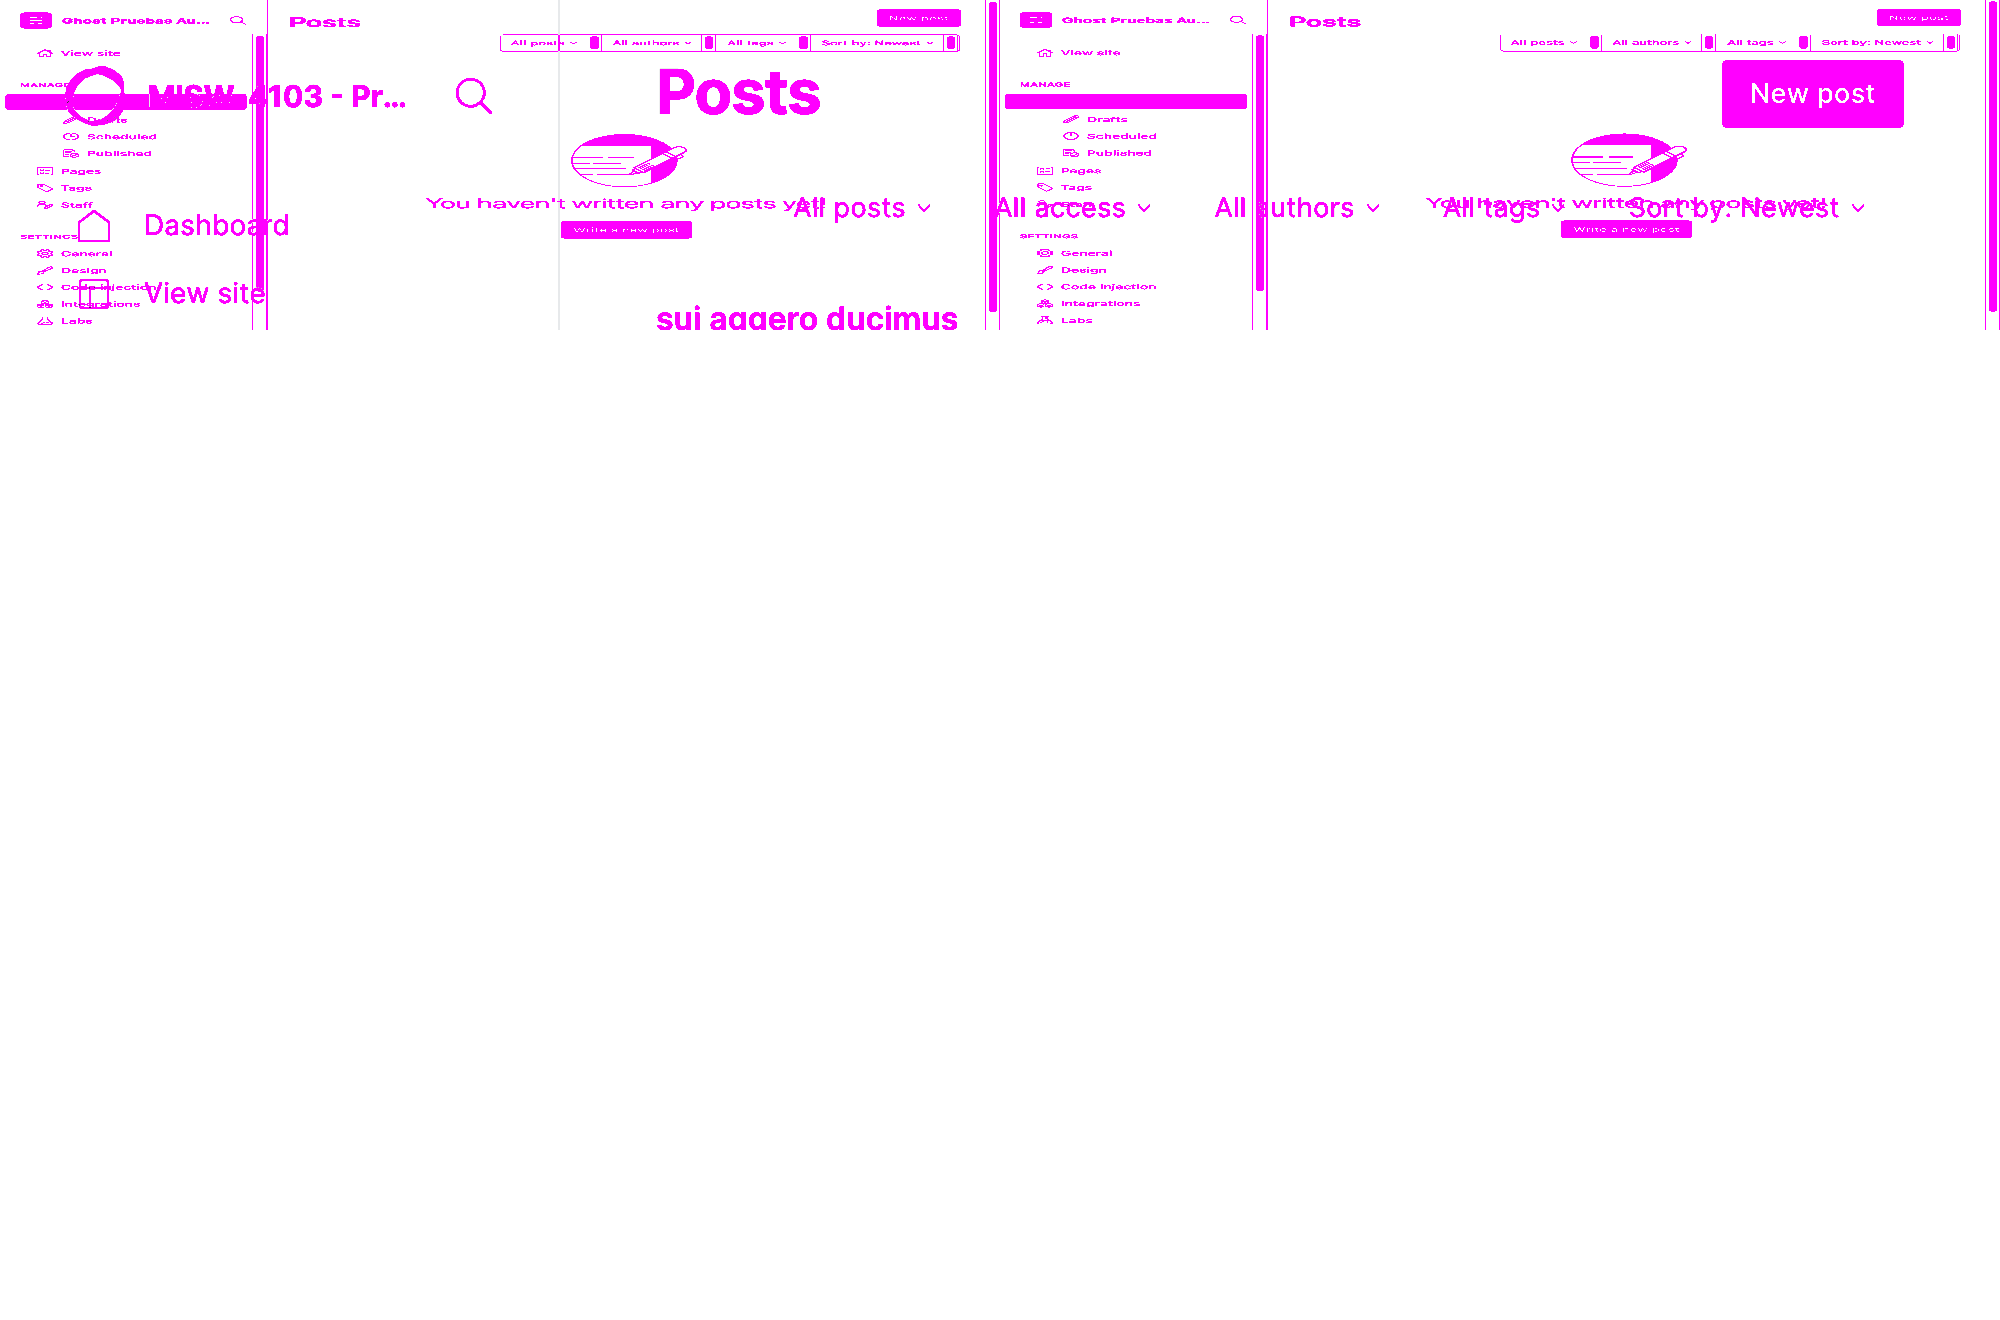 Ghost Pruebas Au...
Posts
New post
Ghost Pruebas Au...
Posts
New post
View site
All posts
All authors
All tags
Sort by: Newest
View site
All posts
All authors
All tags
Sort by: Newest
MANAGE
MANAGE
MISW 4103 - Pr...
Posts
New post
Drafts
Scheduled
Published
Pages
Tags
Staff
Drafts
Scheduled
Published
Pages
Tags
You haven't written any posts yet!
You haven't written any posts yet!
All posts
All access
All authors
All tags
Sort by: Newest
Write a new post
Write a new post
Dashboard
SETTINGS
General
Design
Code injection
Integrations
Labs
SETTINGS
General
Design
Code injection
Integrations
Labs
View site
sui aggero ducimus